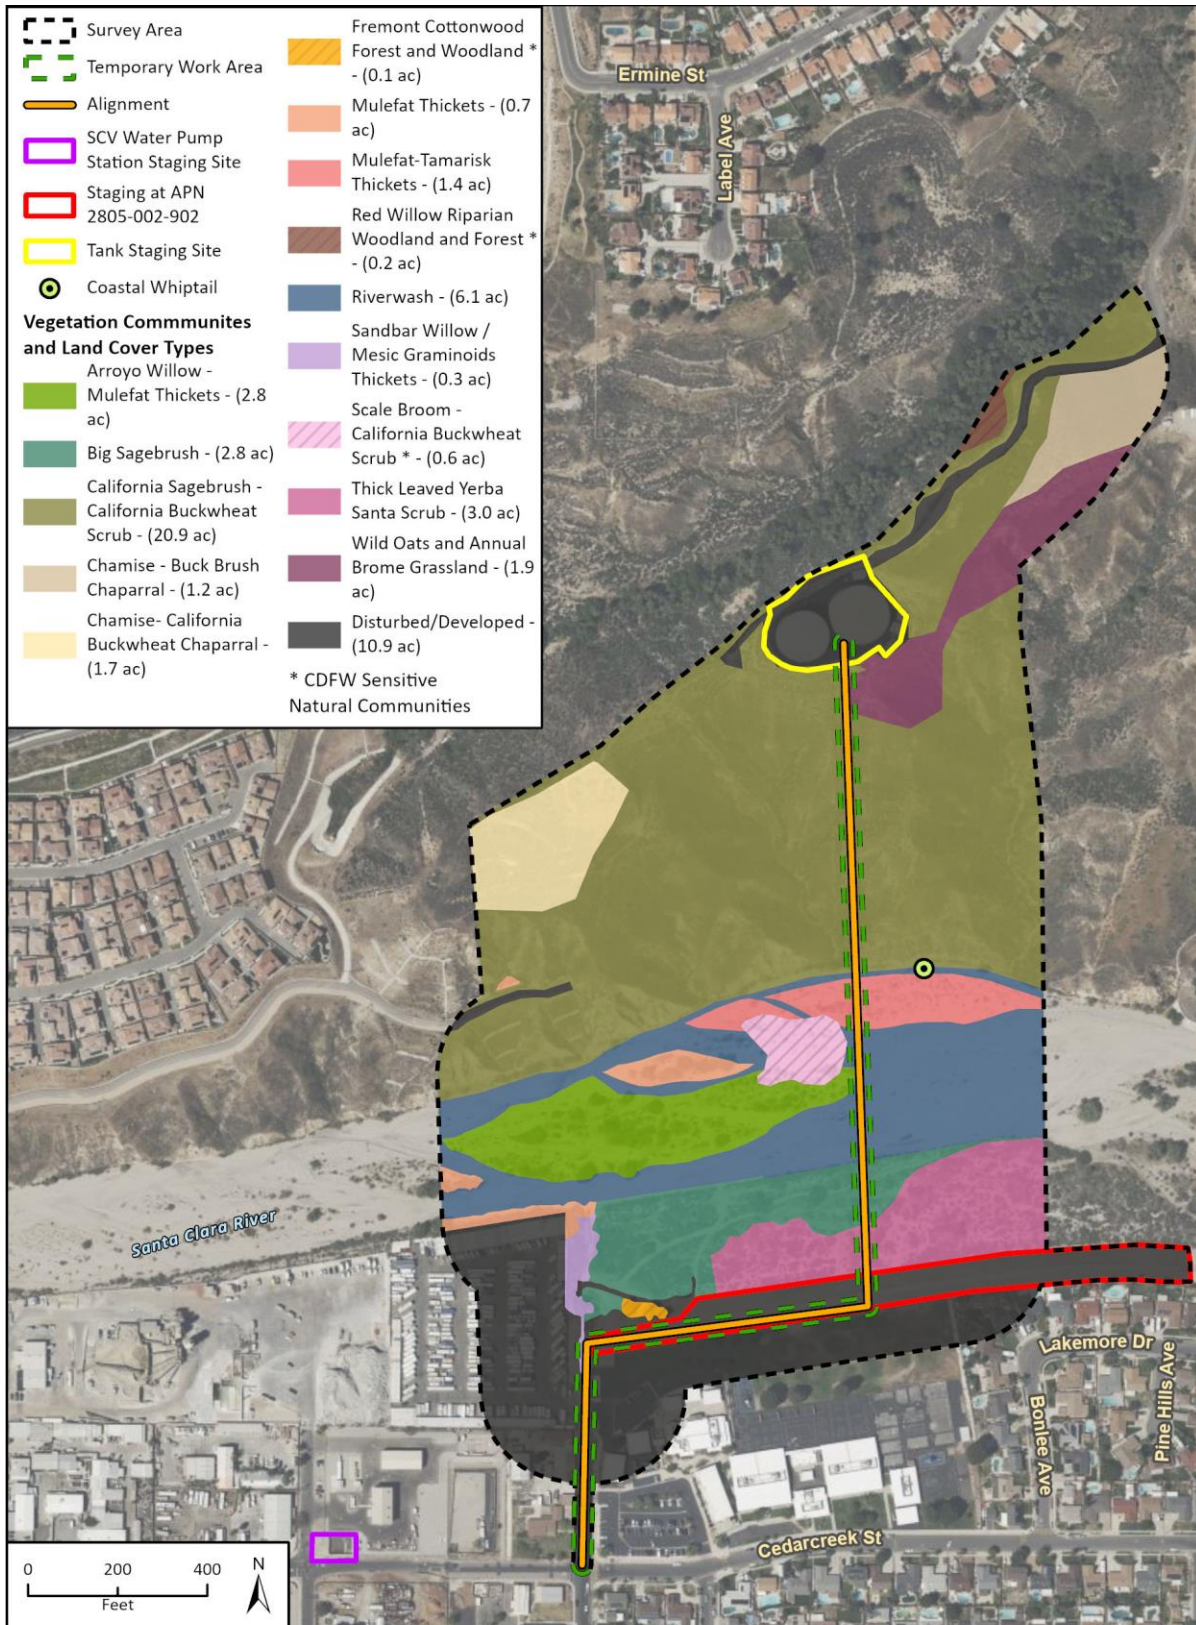 Survey Area
Temporary Work Area
Alignment
SCV Water Pump
Station Staging Site
Staging at APN
2805-002-902
Tank Staging Site
Coastal Whiptail
Vegetation Commmunites
and Land Cover Types
Arroyo Willow -
Mulefat Thickets - (2.8
ac)
Big Sagebrush - (2.8 ac)
California Sagebrush -
California Buckwheat
Scrub - (20.9 ac)
Chamise - Buck Brush
Chaparral - (1.2 ac)
Chamise- California
Buckwheat Chaparral -
(1.7 ac)
Fremont Cottonwood
Forest and Woodland *
- (0.1 ac)
Mulefat Thickets - (0.7
ac)
Mulefat-Tamarisk
Thickets - (1.4 ac)
Red Willow Riparian
Woodland and Forest *
- (0.2 ac)
Riverwash - (6.1 ac)
Sandbar Willow /
Mesic Graminoids
Thickets - (0.3 ac)
Scale Broom -
California Buckwheat
Scrub * - (0.6 ac)
Thick Leaved Yerba
Santa Scrub - (3.0 ac)
Wild Oats and Annual
Brome Grassland - (1.9
ac)
Disturbed/Developed -
(10.9 ac)
* CDFW Sensitive
Natural Communities
Ermine St
Label Ave
Santa Clara River
Lakemore Dr
Pine Hills Ave
Bonlee Ave
Cedarcreek St
0 200 400
Feet
N